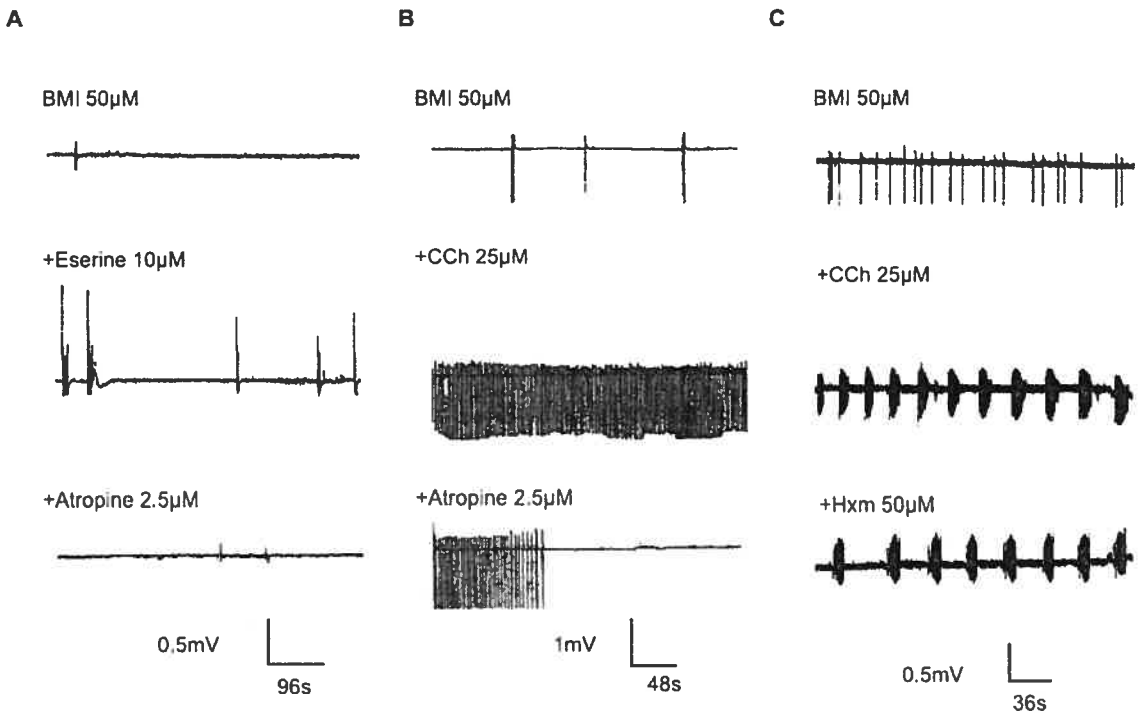 A
B
C
BMI 50µM
BMI 50µM
BMI 50µM
+Eserine 10µM
+CCh 25µM
+CCh 25µM
+Atropine 2.5µM
+Atropine 2.5µM
+Hxm 50µM
0.5mV
96s
1mV
48s
0.5mV
36s